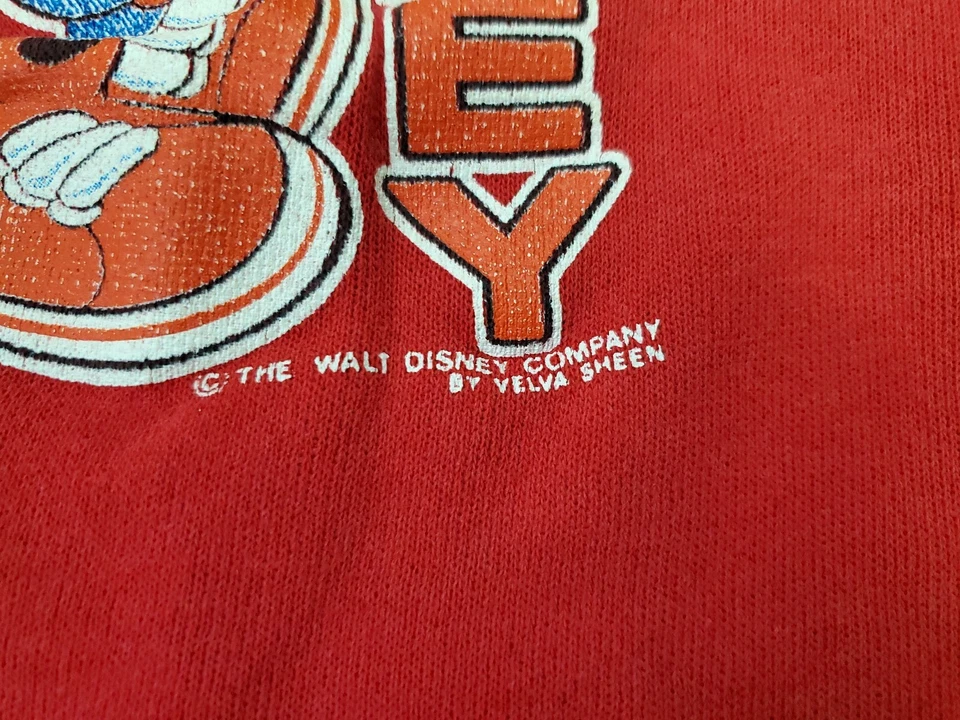 E
Y
© THE WALT DISNEY COMPANY
BY VELVA SHEEN